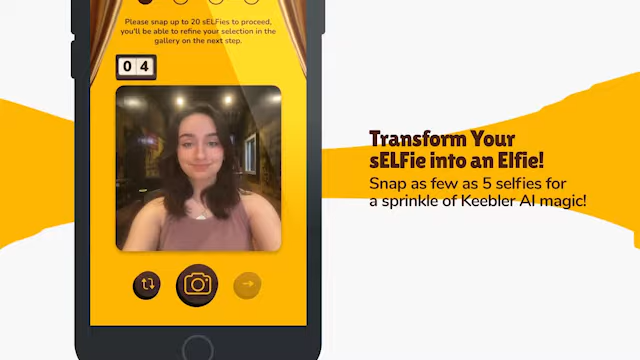 Please snap up to 20 sELFies to proceed,
you'll be able to refine your selection in the
gallery on the next step.
04
Transform Your
sELFie into an Elfie!
Snap as few as 5 selfies for
a sprinkle of Keebler AI magic!